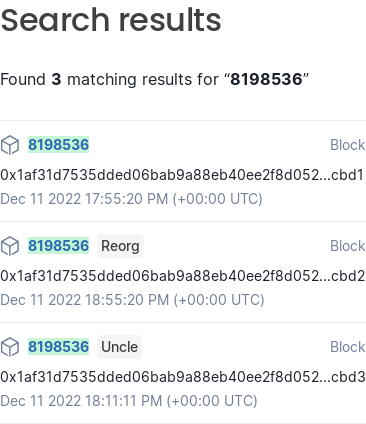 Search results
Found 3 matching results for “8198536”
8198536 Block
0x1af31d7535dded06bab9a88eb40ee2f8d052...cbd1
Dec 11 2022 17:55:20 PM (+00:00 UTC)
8198536 Reorg Block
0x1af31d7535dded06bab9a88eb40ee2f8d052...cbd2
Dec 11 2022 18:55:20 PM (+00:00 UTC)
8198536 Uncle Block
0x1af31d7535dded06bab9a88eb40ee2f8d052...cbd3
Dec 11 2022 18:11:11 PM (+00:00 UTC)